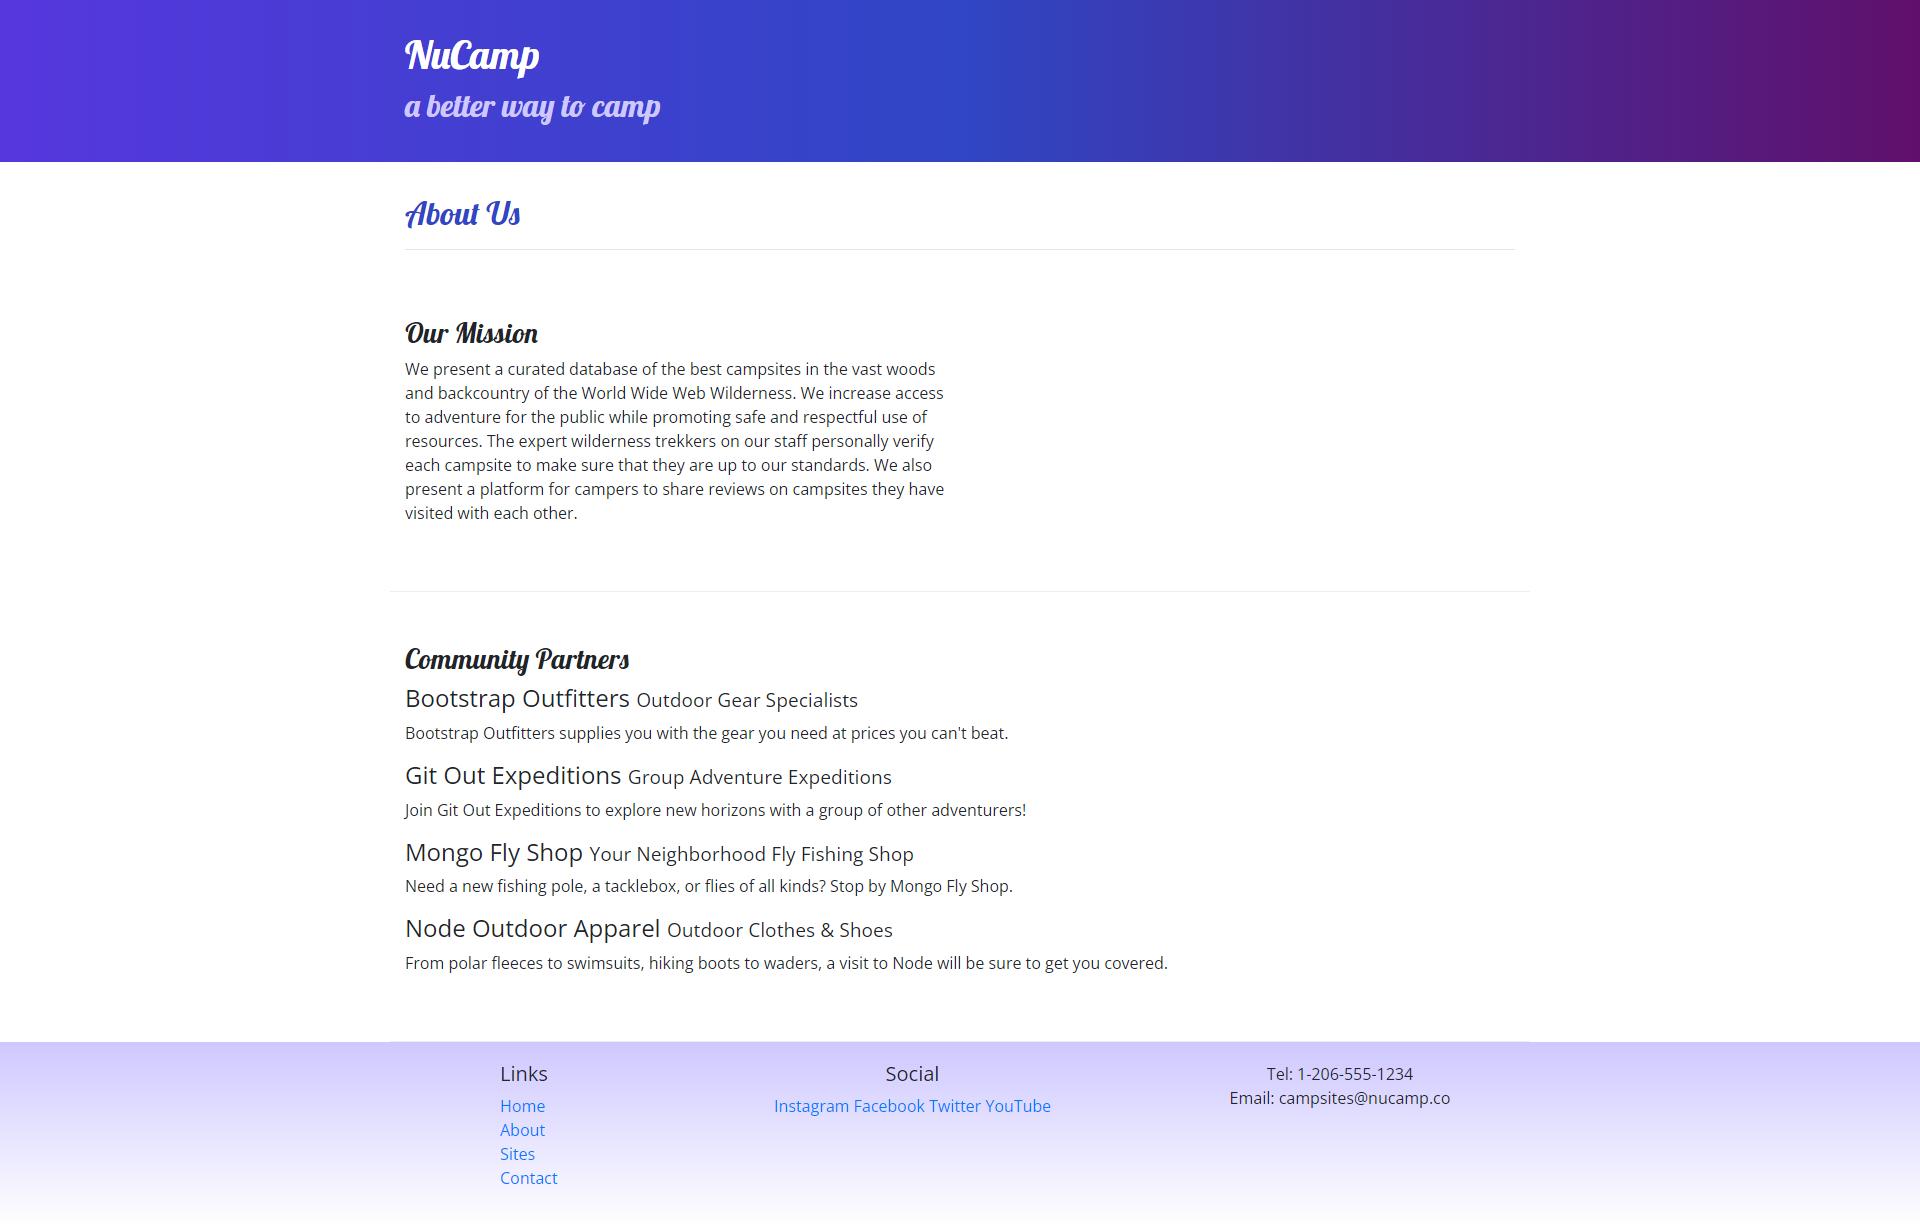 NuCamp
a better way to camp
About Us
Our Mission
We present a curated database of the best campsites in the vast woods
and backcountry of the World Wide Web Wilderness. We increase access
to adventure for the public while promoting safe and respectful use of
resources. The expert wilderness trekkers on our staff personally verify
each campsite to make sure that they are up to our standards. We also
present a platform for campers to share reviews on campsites they have
visited with each other.
Community Partners
Bootstrap Outfitters Outdoor Gear Specialists
Bootstrap Outfitters supplies you with the gear you need at prices you can't beat.
Git Out Expeditions Group Adventure Expeditions
Join Git Out Expeditions to explore new horizons with a group of other adventurers!
Mongo Fly Shop Your Neighborhood Fly Fishing Shop
Need a new fishing pole, a tacklebox, or flies of all kinds? Stop by Mongo Fly Shop.
Node Outdoor Apparel Outdoor Clothes & Shoes
From polar fleeces to swimsuits, hiking boots to waders, a visit to Node will be sure to get you covered.
Links
Home
About
Sites
Contact
Social
Instagram Facebook Twitter YouTube
Tel: 1-206-555-1234
Email: campsites@nucamp.co